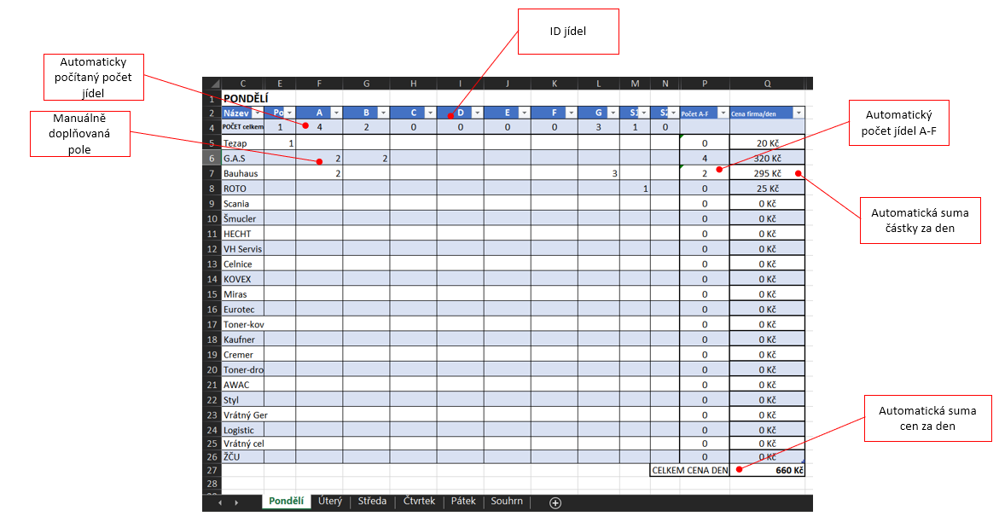 ID jídel
Automaticky
počítaný počet
jídel
Manuálně
doplňovaná
pole
Automatický
počet jídel A-F
Automatická suma
částky za den
Automatická suma
cen za den
C E F G H I J K L M N P Q
1 PONDĚLÍ
2 Název Po A B C D E F G S1 S2 Počet A-F Cena firma/den
4 POČET celkem 1 4 2 0 0 0 0 3 1 0
5 Tezap 1 0 20 Kč
6 G.A.S 2 2 4 320 Kč
7 Bauhaus 2 3 2 295 Kč
8 ROTO 1 0 25 Kč
9 Scania 0 0 Kč
10 Šmucler 0 0 Kč
11 HECHT 0 0 Kč
12 VH Servis 0 0 Kč
13 Celnice 0 0 Kč
14 KOVEX 0 0 Kč
15 Miras 0 0 Kč
16 Eurotec 0 0 Kč
17 Toner-kov 0 0 Kč
18 Kaufner 0 0 Kč
19 Cremer 0 0 Kč
20 Toner-dro 0 0 Kč
21 AWAC 0 0 Kč
22 Styl 0 0 Kč
23 Vrátný Ger 0 0 Kč
24 Logistic 0 0 Kč
25 Vrátný cel 0 0 Kč
26 ŽČU 0 0 Kč
27 CELKEM CENA DEN 660 Kč
28
Pondělí Úterý Středa Čtvrtek Pátek Souhrn